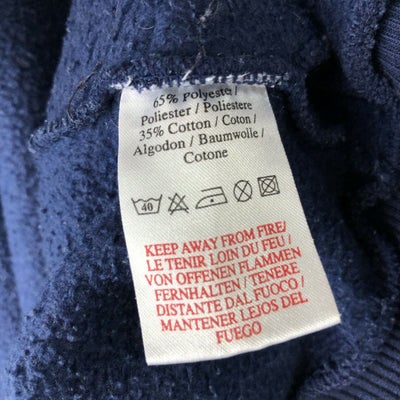 65% Polyester /
Poliester / Poliestere
35% Cotton / Coton /
Algodon / Baumwolle /
Cotone
40
KEEP AWAY FROM FIRE/
LE TENIR LOIN DU FEU /
VON OFFENEN FLAMMEN
FERNHALTEN / TENERE
DISTANTE DAL FUOCO /
MANTENER LEJOS DEL
FUEGO